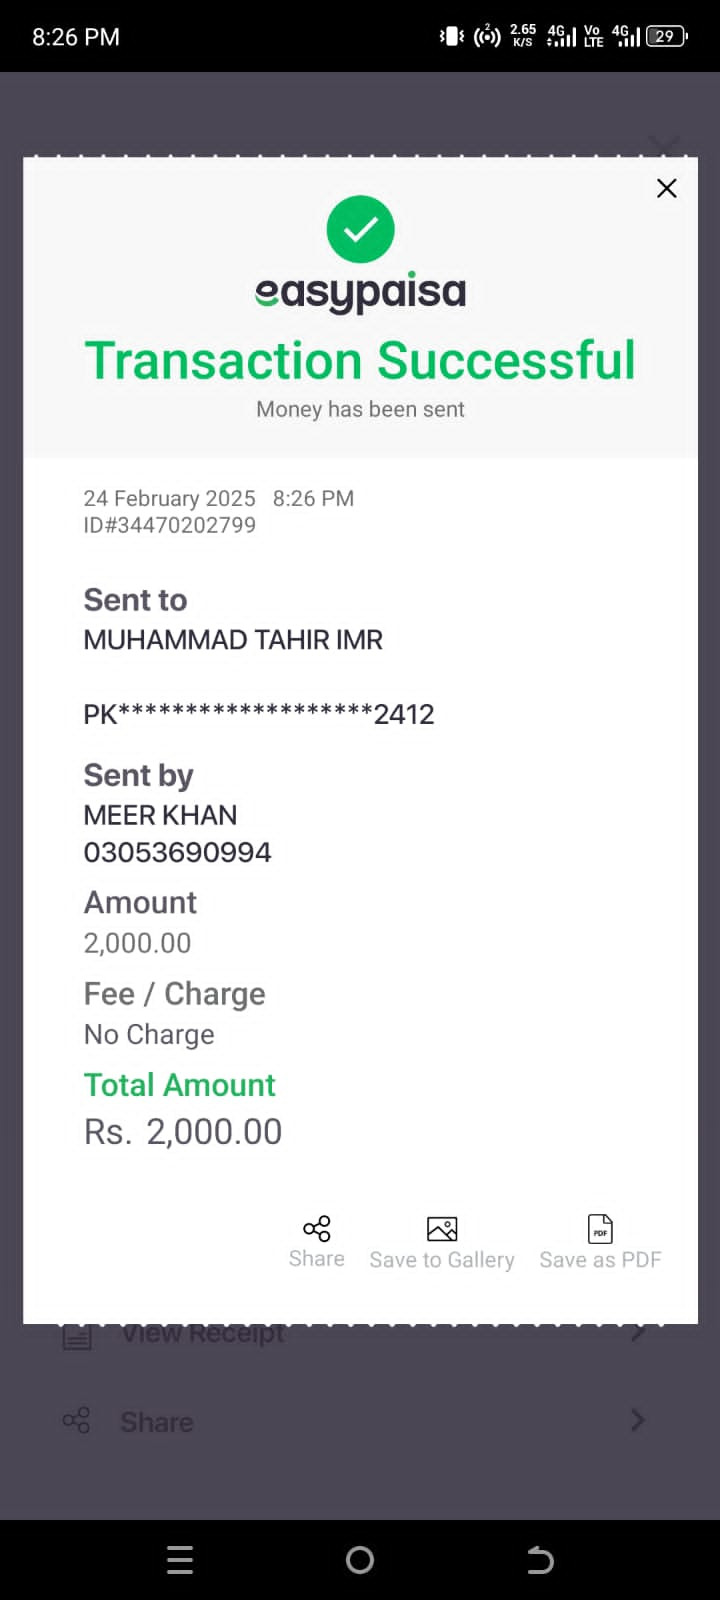 8:26 PM 2 2.65 K/S 4G Vo LTE 4G 29
easypaisa
Transaction Successful
Money has been sent
24 February 2025 8:26 PM
ID#34470202799
Sent to
MUHAMMAD TAHIR IMR
PK*******************2412
Sent by
MEER KHAN
03053690994
Amount
2,000.00
Fee / Charge
No Charge
Total Amount
Rs. 2,000.00
Share Save to Gallery PDF Save as PDF
View Receipt
Share